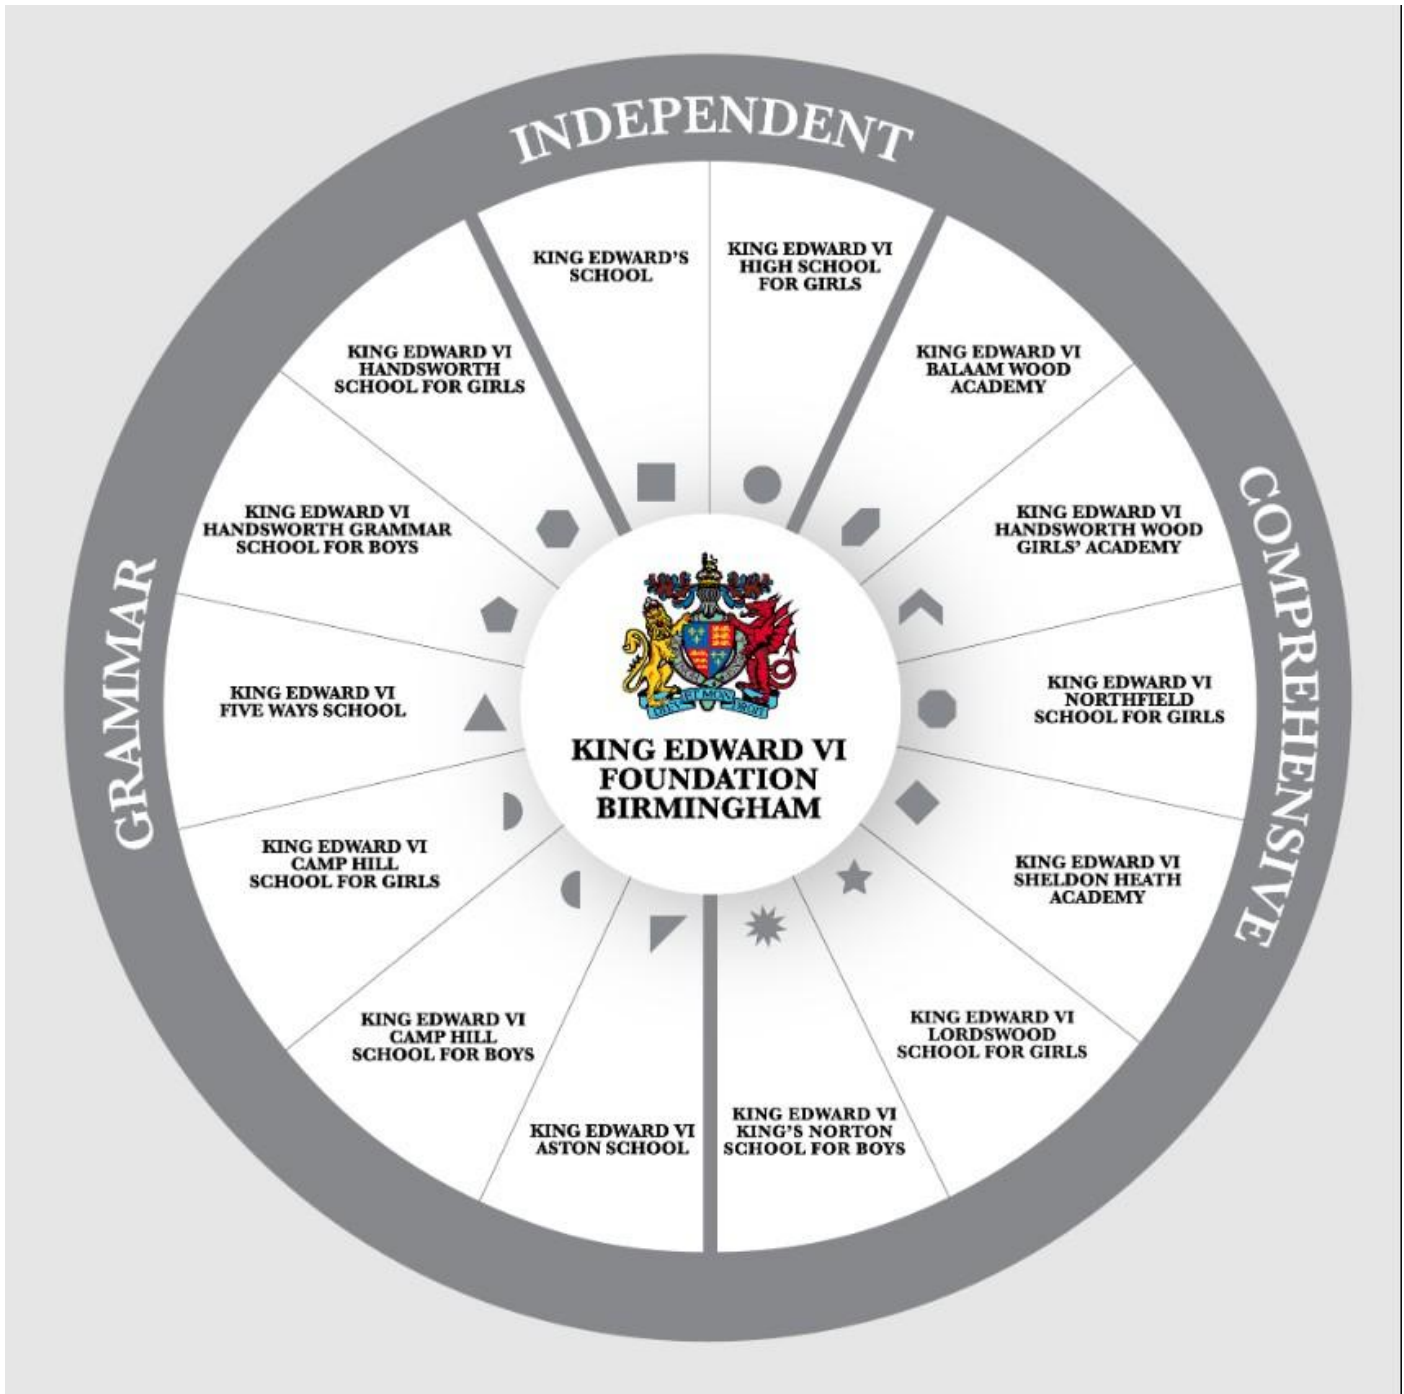 INDEPENDENT
COMPREHENSIVE
GRAMMAR
KING EDWARD'S
SCHOOL
KING EDWARD VI
HIGH SCHOOL
FOR GIRLS
KING EDWARD VI
BALAAM WOOD
ACADEMY
KING EDWARD VI
HANDSWORTH WOOD
GIRLS' ACADEMY
KING EDWARD VI
NORTHFIELD
SCHOOL FOR GIRLS
KING EDWARD VI
SHELDON HEATH
ACADEMY
KING EDWARD VI
LORDSWOOD
SCHOOL FOR GIRLS
KING EDWARD VI
KING'S NORTON
SCHOOL FOR BOYS
KING EDWARD VI
ASTON SCHOOL
KING EDWARD VI
CAMP HILL
SCHOOL FOR BOYS
KING EDWARD VI
CAMP HILL
SCHOOL FOR GIRLS
KING EDWARD VI
FIVE WAYS SCHOOL
KING EDWARD VI
HANDSWORTH GRAMMAR
SCHOOL FOR BOYS
KING EDWARD VI
HANDSWORTH
SCHOOL FOR GIRLS
DIEU ET MON DROIT
KING EDWARD VI
FOUNDATION
BIRMINGHAM